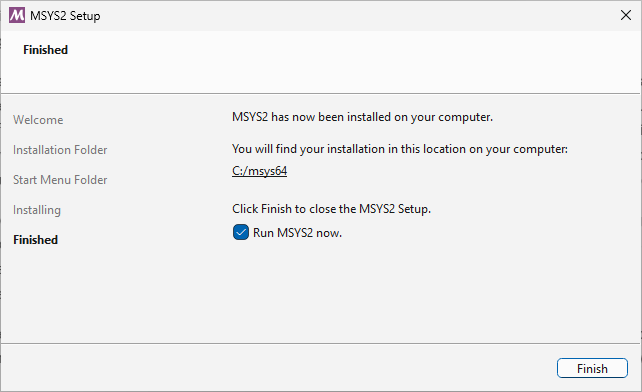 MSYS2 Setup
Finished
Welcome
Installation Folder
Start Menu Folder
Installing
Finished
MSYS2 has now been installed on your computer.
You will find your installation in this location on your computer:
C:/msys64
Click Finish to close the MSYS2 Setup.
Run MSYS2 now.
Finish